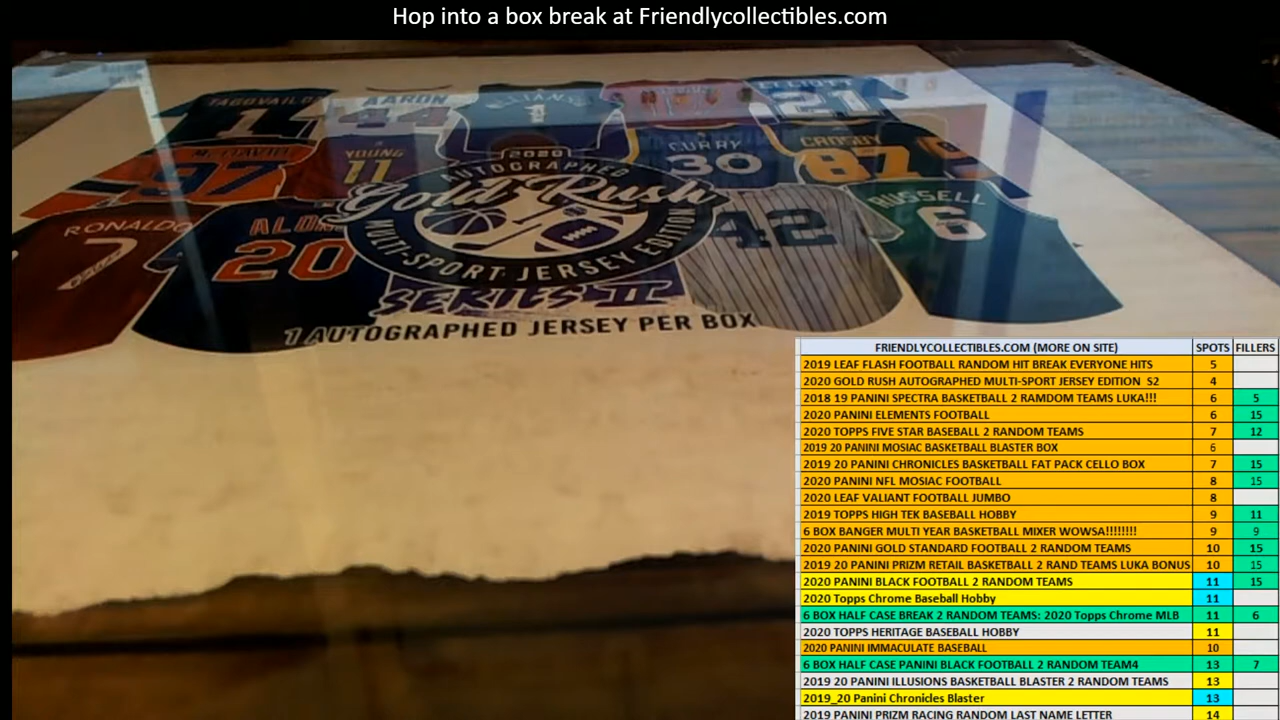 Hop into a box break at Friendlycollectibles.com
TAGOVAILO
1
AARON
44
21
97
YOUNG
11
CURRY
30
CROSBY
87
2020
AUTOGRAPHED
Gold Rush
MULTI-SPORT JERSEY EDITION
SERIES II
1 AUTOGRAPHED JERSEY PER BOX
RONALDO
7
20
42
RUSSELL
6
FRIENDLYCOLLECTIBLES.COM (MORE ON SITE) SPOTS FILLERS
2019 LEAF FLASH FOOTBALL RANDOM HIT BREAK EVERYONE HITS 5
2020 GOLD RUSH AUTOGRAPHED MULTI-SPORT JERSEY EDITION S2 4
2018 19 PANINI SPECTRA BASKETBALL 2 RAMDOM TEAMS LUKA!!! 6 5
2020 PANINI ELEMENTS FOOTBALL 6 15
2020 TOPPS FIVE STAR BASEBALL 2 RANDOM TEAMS 7 12
2019 20 PANINI MOSIAC BASKETBALL BLASTER BOX 6
2019 20 PANINI CHRONICLES BASKETBALL FAT PACK CELLO BOX 7 15
2020 PANINI NFL MOSIAC FOOTBALL 8 15
2020 LEAF VALIANT FOOTBALL JUMBO 8
2019 TOPPS HIGH TEK BASEBALL HOBBY 9 11
6 BOX BANGER MULTI YEAR BASKETBALL MIXER WOWSA!!!!!!!! 9 9
2020 PANINI GOLD STANDARD FOOTBALL 2 RANDOM TEAMS 10 15
2019 20 PANINI PRIZM RETAIL BASKETBALL 2 RAND TEAMS LUKA BONUS 10 15
2020 PANINI BLACK FOOTBALL 2 RANDOM TEAMS 11 15
2020 Topps Chrome Baseball Hobby 11
6 BOX HALF CASE BREAK 2 RANDOM TEAMS: 2020 Topps Chrome MLB 11 6
2020 TOPPS HERITAGE BASEBALL HOBBY 11
2020 PANINI IMMACULATE BASEBALL 10
6 BOX HALF CASE PANINI BLACK FOOTBALL 2 RANDOM TEAM4 13 7
2019 20 PANINI ILLUSIONS BASKETBALL BLASTER 2 RANDOM TEAMS 13
2019_20 Panini Chronicles Blaster 13
2019 PANINI PRIZM RACING RANDOM LAST NAME LETTER 14